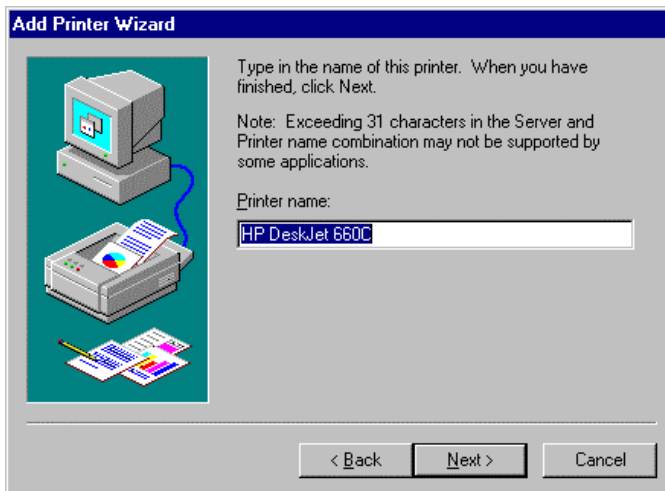 Add Printer Wizard
Type in the name of this printer. When you have
finished, click Next.
Note: Exceeding 31 characters in the Server and
Printer name combination may not be supported by
some applications.
Printer name:
HP DeskJet 660C
< Back
Next >
Cancel